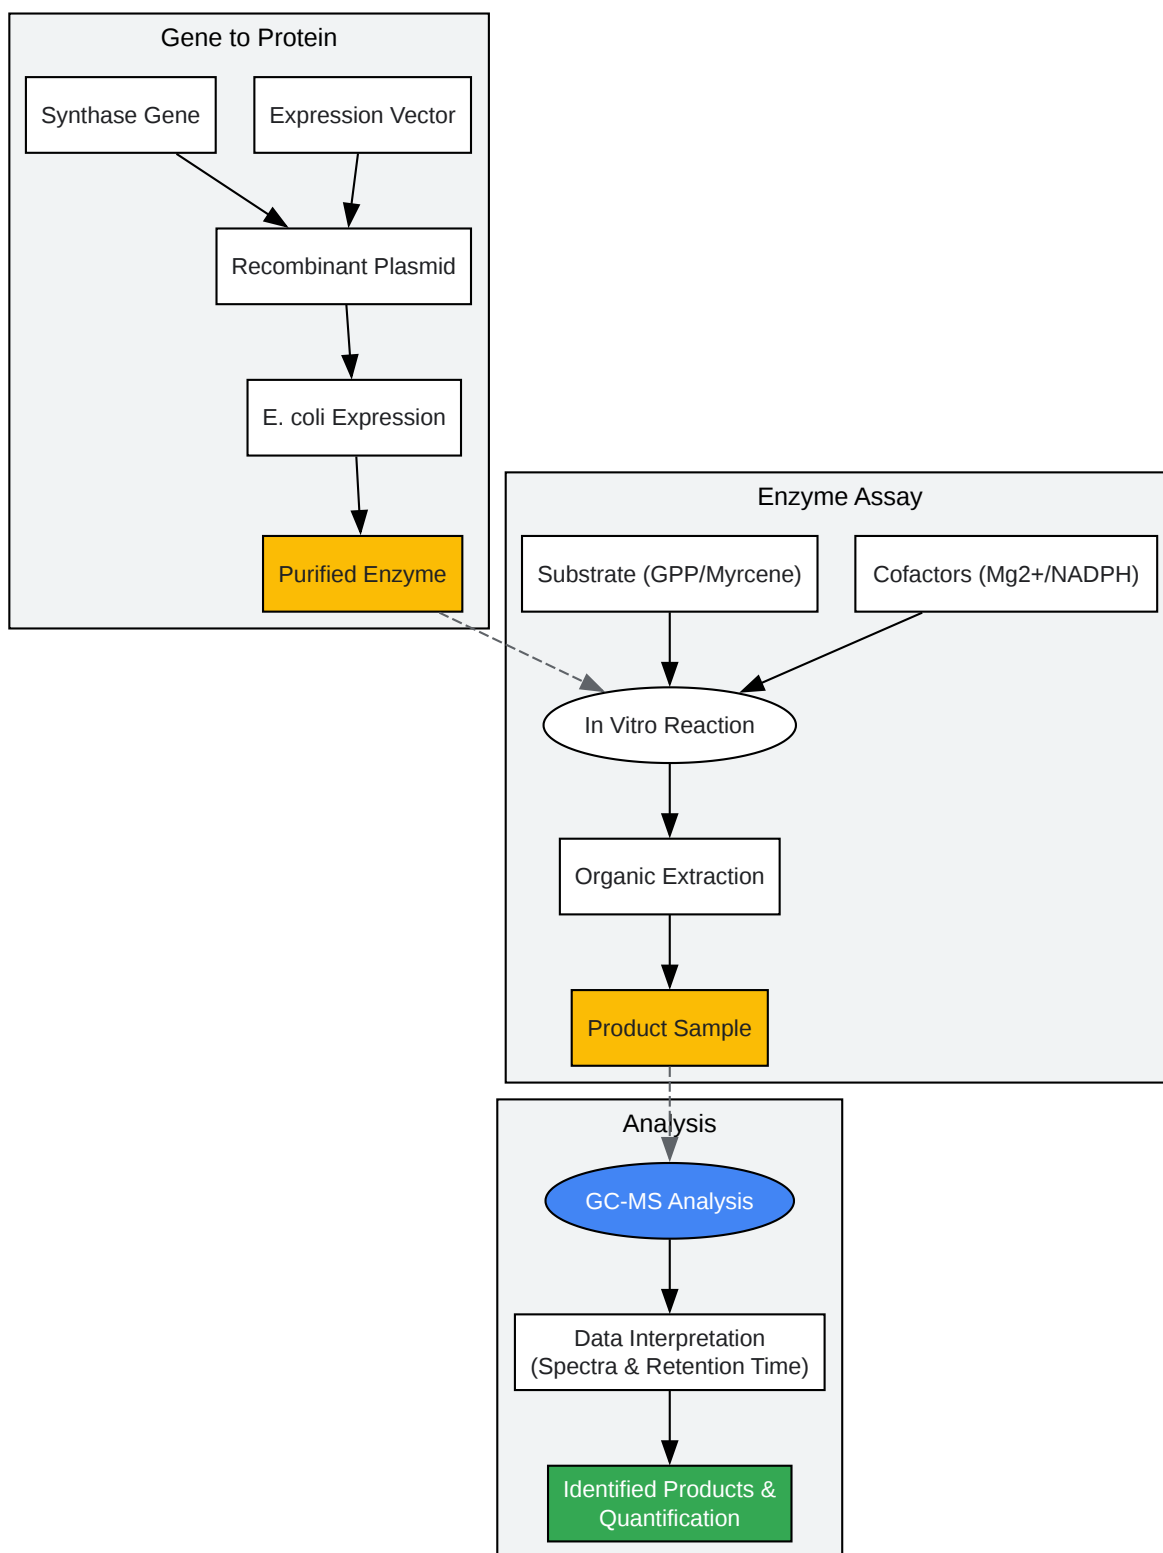 Gene to Protein
Synthase Gene
Expression Vector
Recombinant Plasmid
E. coli Expression
Purified Enzyme
Enzyme Assay
Substrate (GPP/Myrcene)
Cofactors (Mg2+/NADPH)
In Vitro Reaction
Organic Extraction
Product Sample
Analysis
GC-MS Analysis
Data Interpretation
(Spectra & Retention Time)
Identified Products &
Quantification